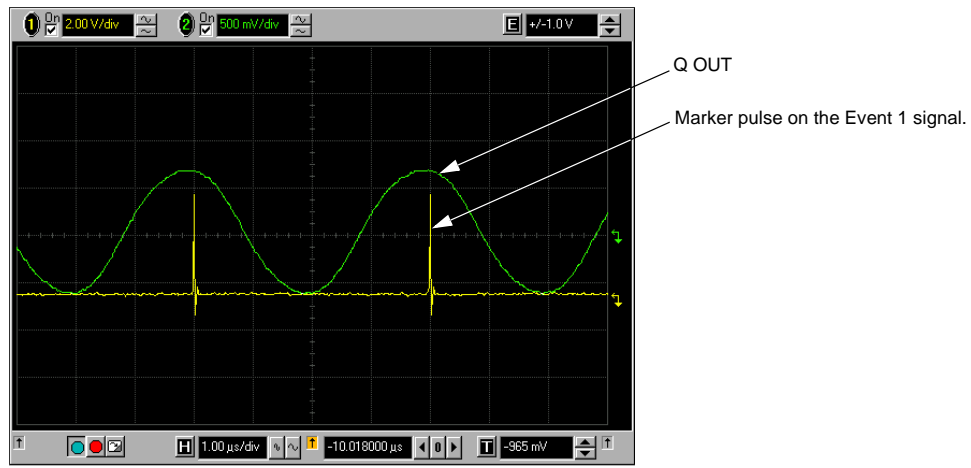 1 On 2.00 V/div 2 On 500 mV/div E +/-1.0 V
Q OUT
Marker pulse on the Event 1 signal.
H 1.00 µs/div -10.018000 µs 0 T -965 mV